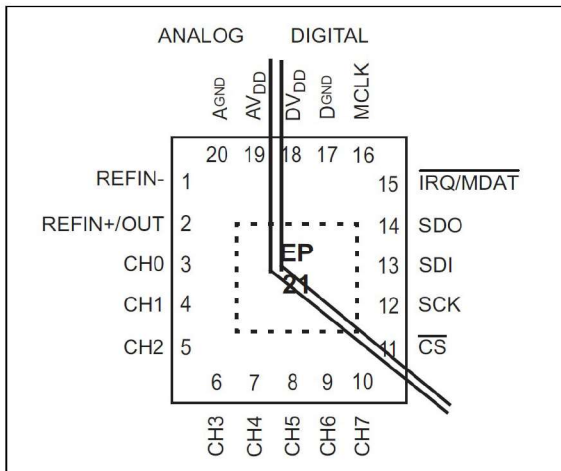 ANALOG DIGITAL
AGND AVDD DVDD DGND MCLK
20 19 18 17 16
REFIN- 1 15 IRQ/MDAT
REFIN+/OUT 2 14 SDO
EP
CH0 3 13 SDI
21
CH1 4 12 SCK
CH2 5 11 CS
6 7 8 9 10
CH3 CH4 CH5 CH6 CH7